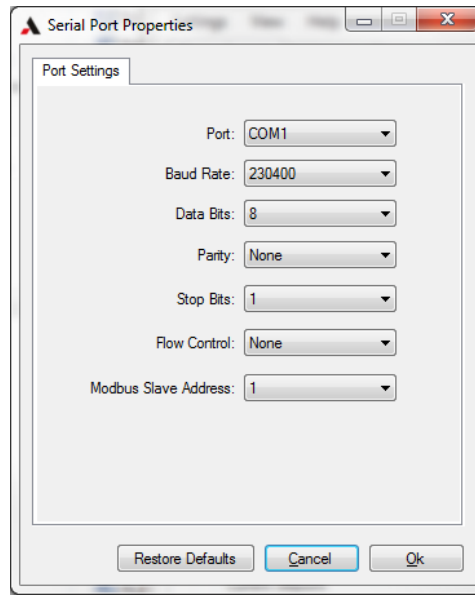 Serial Port Properties
Port Settings
Port: COM1
Baud Rate: 230400
Data Bits: 8
Parity: None
Stop Bits: 1
Flow Control: None
Modbus Slave Address: 1
Restore Defaults Cancel Ok